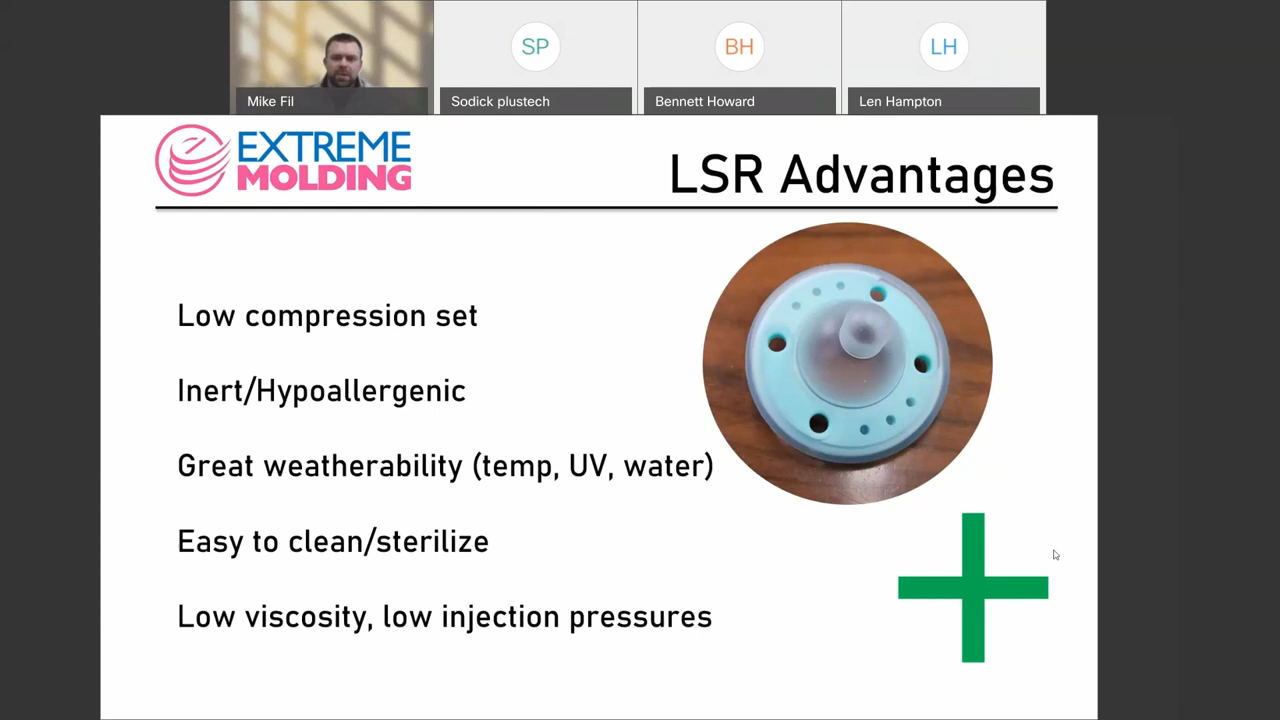 SP
BH
LH
Mike Fil
Sodick plustech
Bennett Howard
Len Hampton
EXTREME
MOLDING
LSR Advantages
Low compression set
Inert/Hypoallergenic
Great weatherability (temp, UV, water)
Easy to clean/sterilize
Low viscosity, low injection pressures